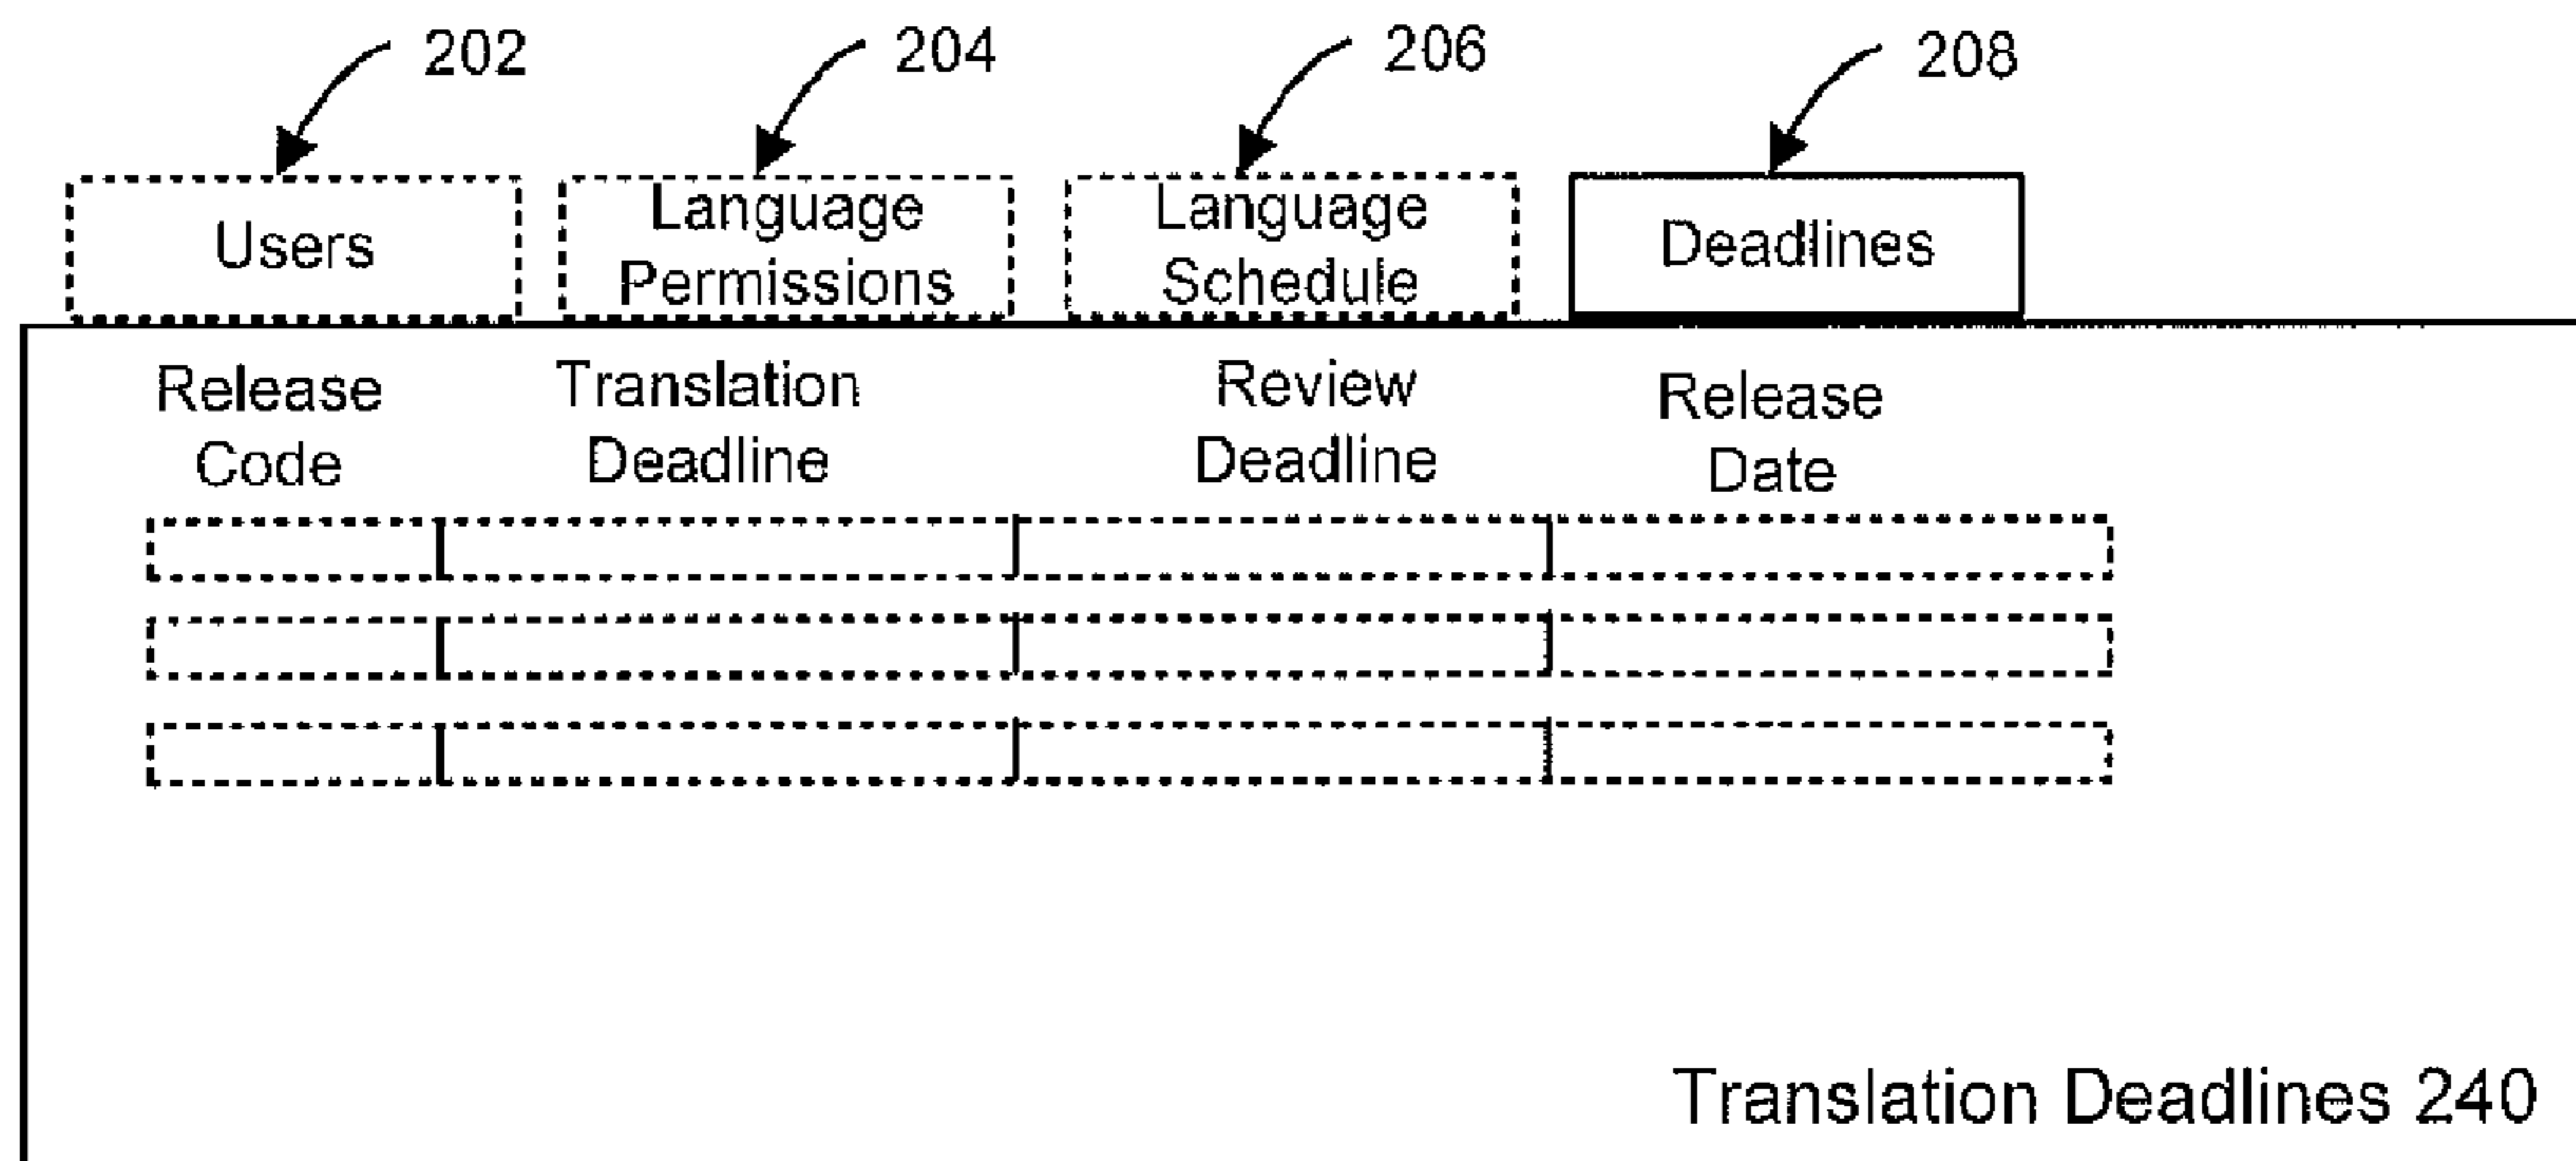 202 204 206 208
Users Language Permissions Language Schedule Deadlines
Release Code Translation Deadline Review Deadline Release Date
Translation Deadlines 240